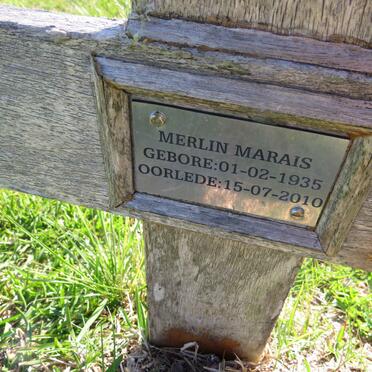 MERLIN MARAIS
GEBORE:01-02-1935
OORLEDE:15-07-2010